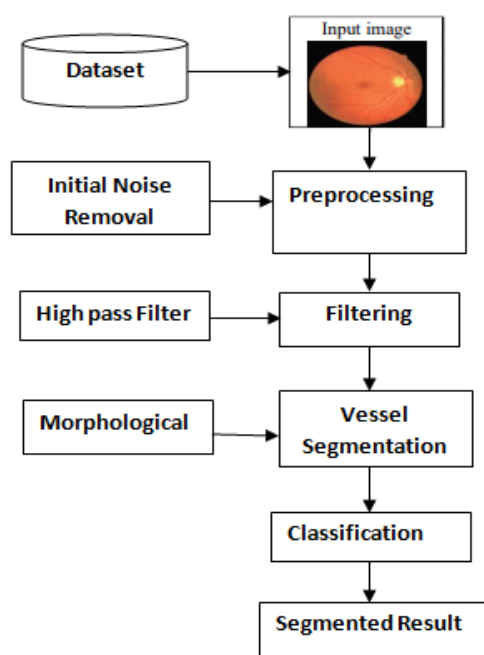 Input image
Dataset
Initial Noise
Removal
Preprocessing
High pass Filter
Filtering
Morphological
Vessel
Segmentation
Classification
Segmented Result